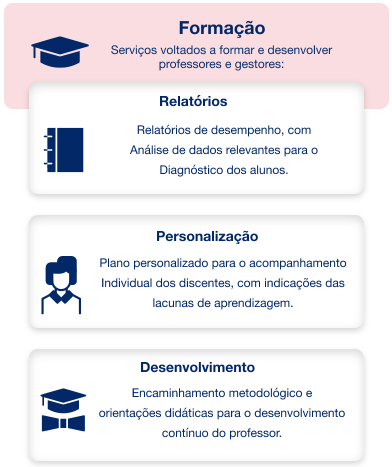 Formação
Serviços voltados a formar e desenvolver
professores e gestores:
Relatórios
Relatórios de desempenho, com
Análise de dados relevantes para o
Diagnóstico dos alunos.
Personalização
Plano personalizado para o acompanhamento
Individual dos discentes, com indicações das
lacunas de aprendizagem.
Desenvolvimento
Encaminhamento metodológico e
orientações didáticas para o desenvolvimento
contínuo do professor.